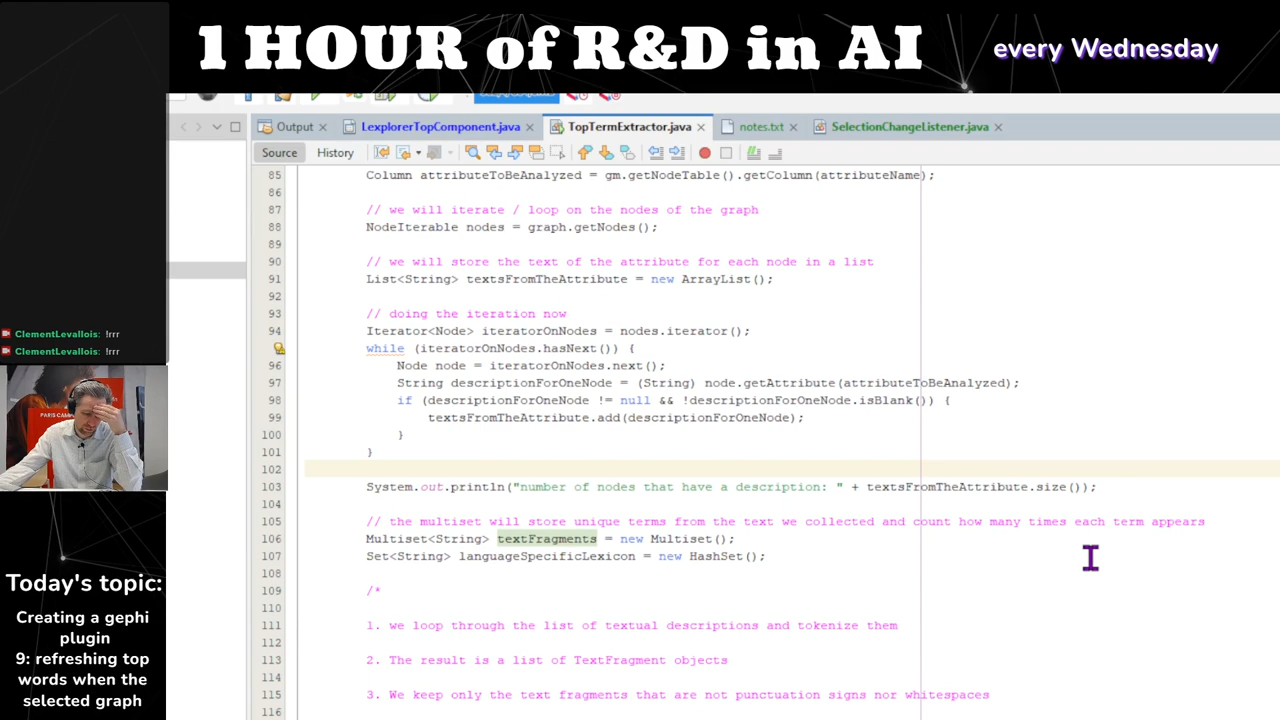 1 HOUR of R&D in AI
every Wednesday
Output
LexplorerTopComponent.java
TopTermExtractor.java
notes.txt
SelectionChangeListener.java
Source
History
85 Column attributeToBeAnalyzed = gm.getNodeTable().getColumn(attributeName);
86
87 // we will iterate / loop on the nodes of the graph
88 NodeIterable nodes = graph.getNodes();
89
90 // we will store the text of the attribute for each node in a list
91 List<String> textsFromTheAttribute = new ArrayList();
92
93 // doing the iteration now
94 Iterator<Node> iteratorOnNodes = nodes.iterator();
while (iteratorOnNodes.hasNext()) {
96 Node node = iteratorOnNodes.next();
97 String descriptionForOneNode = (String) node.getAttribute(attributeToBeAnalyzed);
98 if (descriptionForOneNode != null && !descriptionForOneNode.isBlank()) {
99 textsFromTheAttribute.add(descriptionForOneNode);
100 }
101 }
102
103 System.out.println("number of nodes that have a description: " + textsFromTheAttribute.size());
104
105 // the multiset will store unique terms from the text we collected and count how many times each term appears
106 Multiset<String> textFragments = new Multiset();
107 Set<String> languageSpecificLexicon = new HashSet();
108
109 /*
110
111 1. we loop through the list of textual descriptions and tokenize them
112
113 2. The result is a list of TextFragment objects
114
115 3. We keep only the text fragments that are not punctuation signs nor whitespaces
116
ClementLevallois: !rrr
ClementLevallois: !rrr
PARIS CAMP
Today's topic:
Creating a gephi
plugin
9: refreshing top
words when the
selected graph